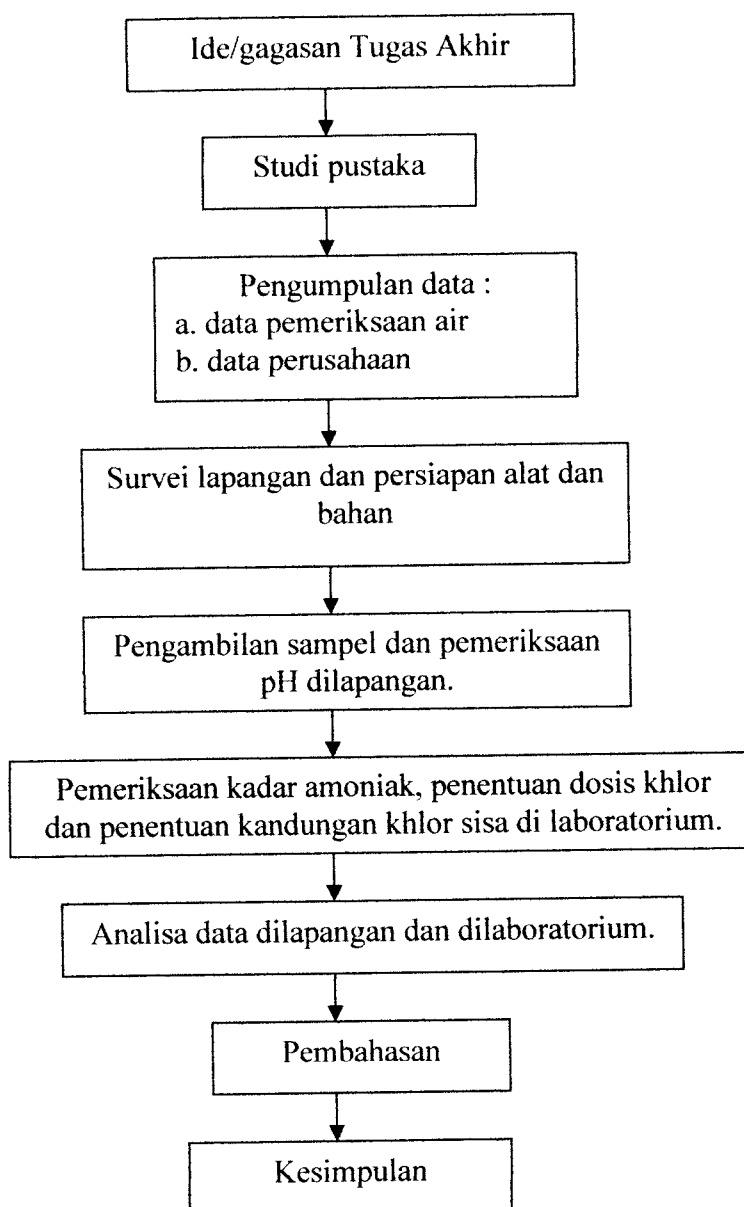 Ide/gagasan Tugas Akhir
Studi pustaka
Pengumpulan data :
a. data pemeriksaan air
b. data perusahaan
Survei lapangan dan persiapan alat dan
bahan
Pengambilan sampel dan pemeriksaan
pH dilapangan.
Pemeriksaan kadar amoniak, penentuan dosis khlor
dan penentuan kandungan khlor sisa di laboratorium.
Analisa data dilapangan dan dilaboratorium.
Pembahasan
Kesimpulan